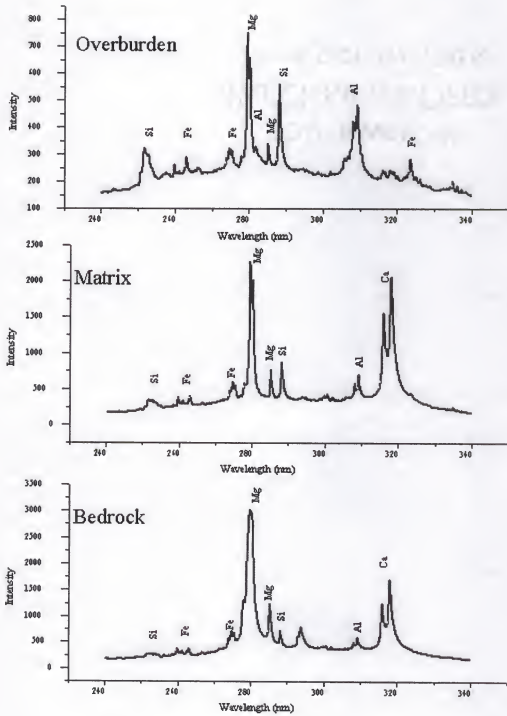 Overburden
Intensity
800
700
600
500
400
300
200
100
Si
Fe
Fe
Mg
Al
Mg
Si
Al
Fe
240
260
280
300
320
340
Wavelength (nm)
Matrix
Intensity
2500
2000
1500
1000
500
0
Si
Fe
Fe
Mg
Mg
Si
Al
Ca
240
260
280
300
320
340
Wavelength (nm)
Bedrock
Intensity
3500
3000
2500
2000
1500
1000
500
0
Si
Fe
Fe
Mg
Mg
Si
Al
Ca
240
260
280
300
320
340
Wavelength (nm)